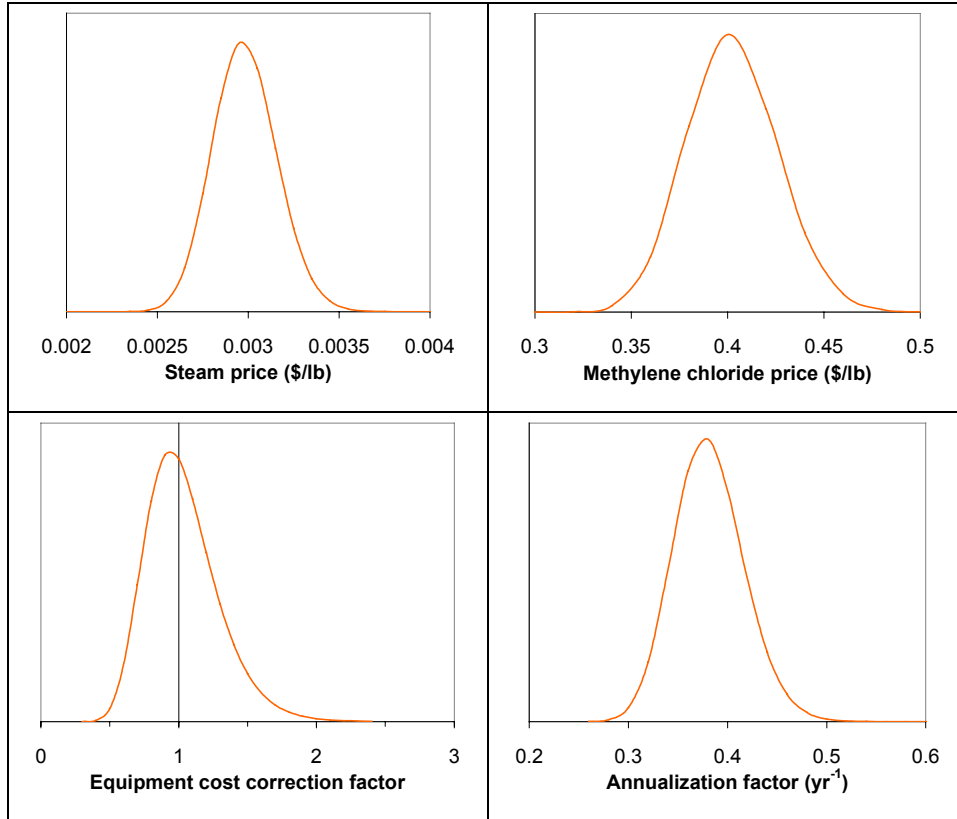 0.002 0.0025 0.003 0.0035 0.004
Steam price ($/lb)
0.3 0.35 0.4 0.45 0.5
Methylene chloride price ($/lb)
0 1 2 3
Equipment cost correction factor
0.2 0.3 0.4 0.5 0.6
Annualization factor (yr⁻¹)